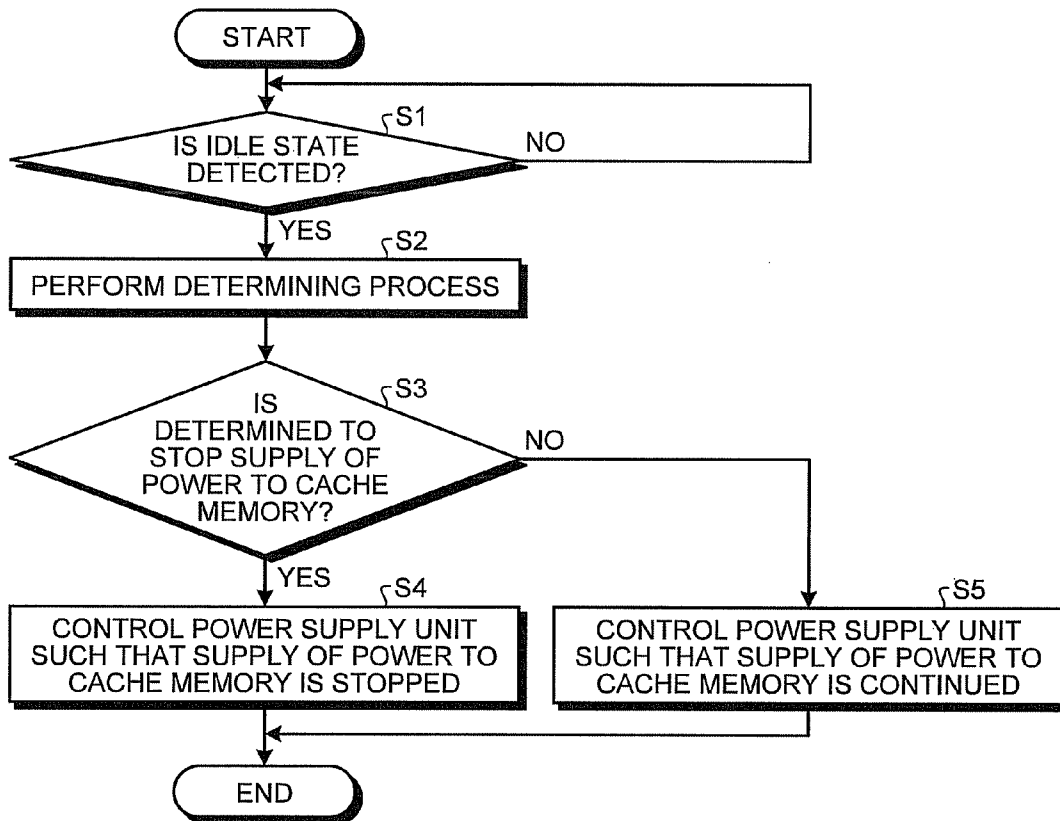 START
S1
IS IDLE STATE
DETECTED?
NO
YES
S2
PERFORM DETERMINING PROCESS
S3
IS
DETERMINED TO
STOP SUPPLY OF
POWER TO CACHE
MEMORY?
NO
YES
S4
CONTROL POWER SUPPLY UNIT
SUCH THAT SUPPLY OF POWER TO
CACHE MEMORY IS STOPPED
S5
CONTROL POWER SUPPLY UNIT
SUCH THAT SUPPLY OF POWER TO
CACHE MEMORY IS CONTINUED
END